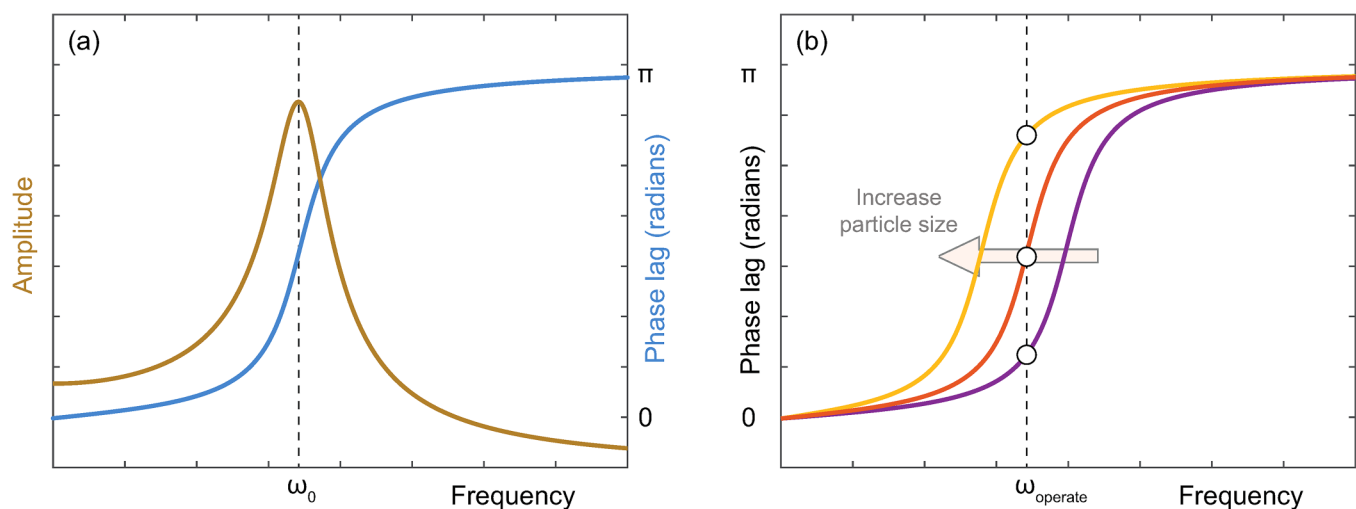 (a)
Amplitude
π
0
Phase lag (radians)
ω0
Frequency
(b)
π
0
Phase lag (radians)
Increase
particle size
ωoperate
Frequency